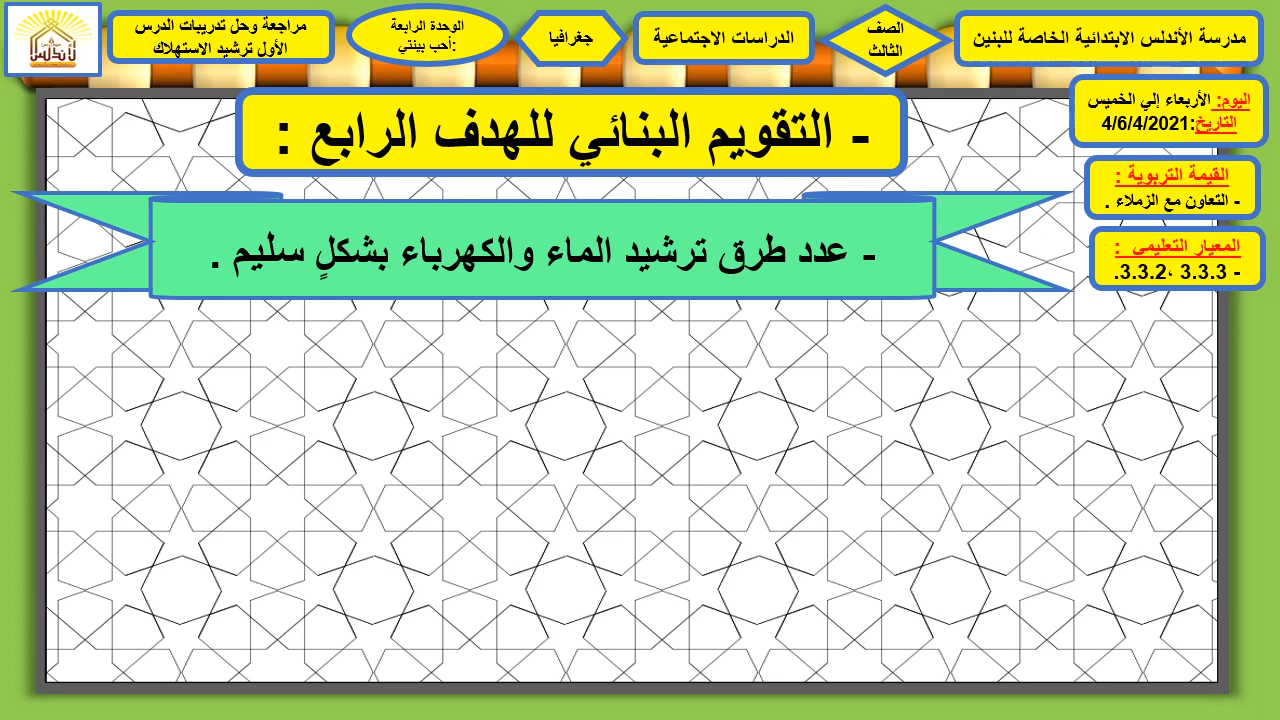 مدرسة الأندلس الابتدائية الخاصة للبنين
الصف
الثالث
الدراسات الاجتماعية
جغرافيا
الوحدة الرابعة
:أحب بيئتي
مراجعة وحل تدريبات الدرس
الأول ترشيد الاستهلاك
الأندلس
اليوم: الأربعاء إلي الخميس
التاريخ:4/6/4/2021
القيمة التربوية :
- التعاون مع الزملاء .
المعيار التعليمي :
- 3.3.3 ،3.3.2.
- التقويم البنائي للهدف الرابع :
- عدد طرق ترشيد الماء والكهرباء بشكلٍ سليم .